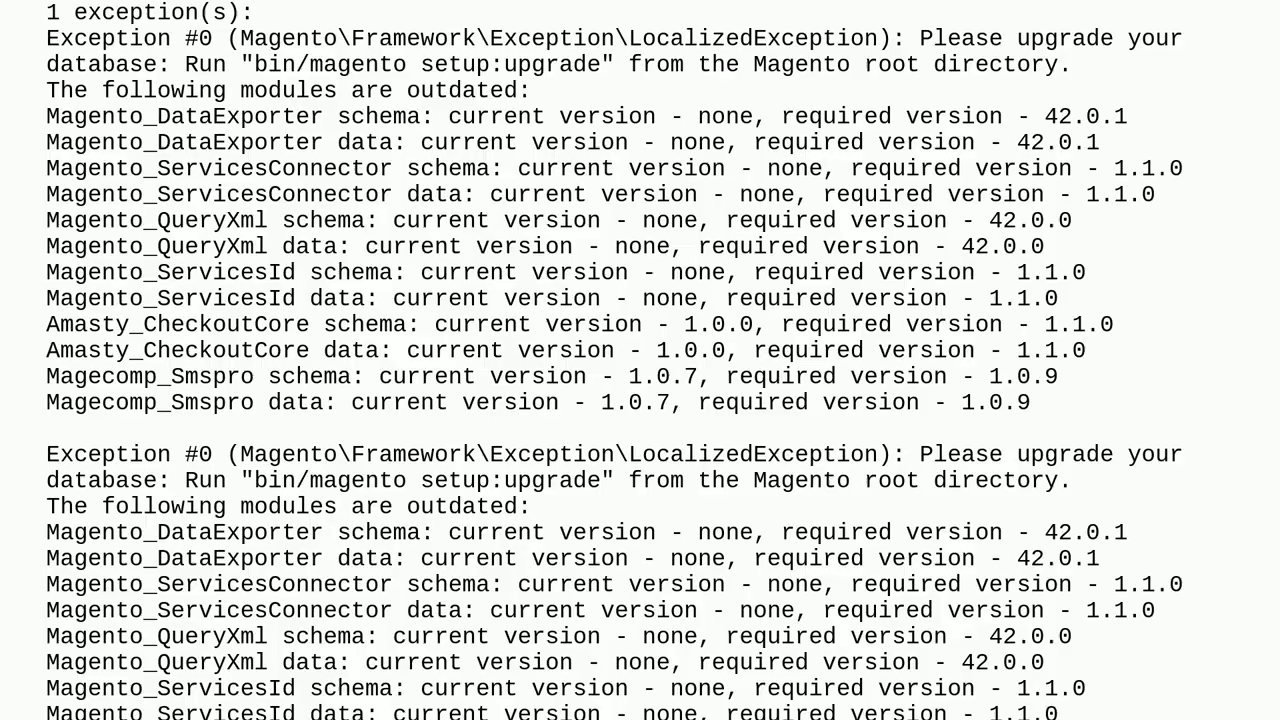 1 exception(s):
Exception #0 (Magento\Framework\Exception\LocalizedException): Please upgrade your
database: Run "bin/magento setup:upgrade" from the Magento root directory.
The following modules are outdated:
Magento_DataExporter schema: current version - none, required version - 42.0.1
Magento_DataExporter data: current version - none, required version - 42.0.1
Magento_ServicesConnector schema: current version - none, required version - 1.1.0
Magento_ServicesConnector data: current version - none, required version - 1.1.0
Magento_QueryXml schema: current version - none, required version - 42.0.0
Magento_QueryXml data: current version - none, required version - 42.0.0
Magento_ServicesId schema: current version - none, required version - 1.1.0
Magento_ServicesId data: current version - none, required version - 1.1.0
Amasty_CheckoutCore schema: current version - 1.0.0, required version - 1.1.0
Amasty_CheckoutCore data: current version - 1.0.0, required version - 1.1.0
Magecomp_Smspro schema: current version - 1.0.7, required version - 1.0.9
Magecomp_Smspro data: current version - 1.0.7, required version - 1.0.9
Exception #0 (Magento\Framework\Exception\LocalizedException): Please upgrade your
database: Run "bin/magento setup:upgrade" from the Magento root directory.
The following modules are outdated:
Magento_DataExporter schema: current version - none, required version - 42.0.1
Magento_DataExporter data: current version - none, required version - 42.0.1
Magento_ServicesConnector schema: current version - none, required version - 1.1.0
Magento_ServicesConnector data: current version - none, required version - 1.1.0
Magento_QueryXml schema: current version - none, required version - 42.0.0
Magento_QueryXml data: current version - none, required version - 42.0.0
Magento_ServicesId schema: current version - none, required version - 1.1.0
Magento_ServicesId data: current version - none, required version - 1.1.0